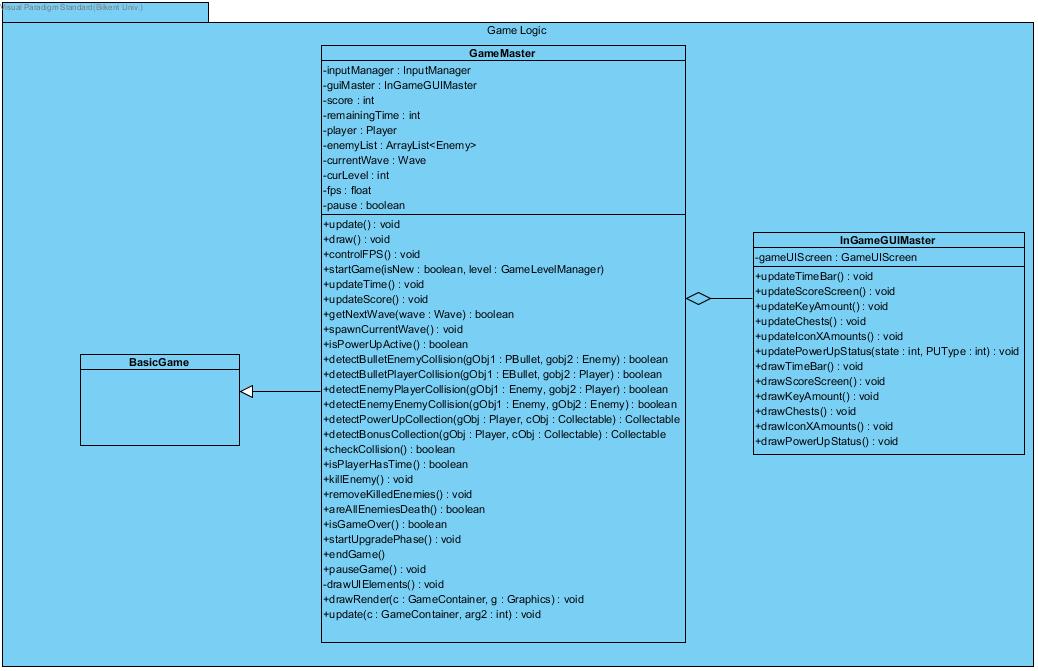 Visual Paradigm Standard(Bilkent Univ.)
Game Logic
GameMaster
-inputManager : InputManager
-guiMaster : InGameGUIMaster
-score : int
-remainingTime : int
-player : Player
-enemyList : ArrayList<Enemy>
-currentWave : Wave
-curLevel : int
-fps : float
-pause : boolean
+update() : void
+draw() : void
+controlFPS() : void
+startGame(isNew : boolean, level : GameLevelManager)
+updateTime() : void
+updateScore() : void
+getNextWave(wave : Wave) : boolean
+spawnCurrentWave() : void
+isPowerUpActive() : boolean
+detectBulletEnemyCollision(gObj1 : PBullet, gobj2 : Enemy) : boolean
+detectBulletPlayerCollision(gObj1 : EBullet, gobj2 : Player) : boolean
+detectEnemyPlayerCollision(gObj1 : Enemy, gobj2 : Player) : boolean
+detectEnemyEnemyCollision(gObj1 : Enemy, gObj2 : Enemy) : boolean
+detectPowerUpCollection(gObj : Player, cObj : Collectable) : Collectable
+detectBonusCollection(gObj : Player, cObj : Collectable) : Collectable
+checkCollision() : boolean
+isPlayerHasTime() : boolean
+killEnemy() : void
+removeKilledEnemies() : void
+areAllEnemiesDeath() : boolean
+isGameOver() : boolean
+startUpgradePhase() : void
+endGame()
+pauseGame() : void
-drawUIElements() : void
+drawRender(c : GameContainer, g : Graphics) : void
+update(c : GameContainer, arg2 : int) : void
BasicGame
InGameGUIMaster
-gameUIScreen : GameUIScreen
+updateTimeBar() : void
+updateScoreScreen() : void
+updateKeyAmount() : void
+updateChests() : void
+updateIconXAmounts() : void
+updatePowerUpStatus(state : int, PUType : int) : void
+drawTimeBar() : void
+drawScoreScreen() : void
+drawKeyAmount() : void
+drawChests() : void
+drawIconXAmounts() : void
+drawPowerUpStatus() : void